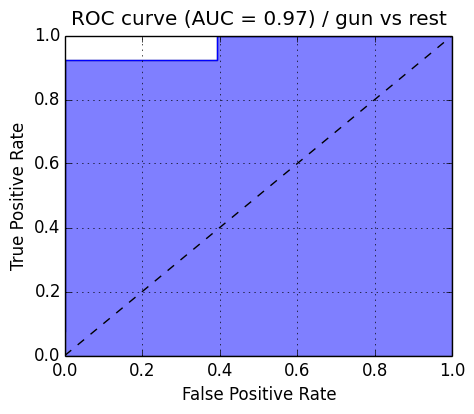 ROC curve (AUC = 0.97) / gun vs rest
1.0
0.8
0.6
0.4
0.2
0.0
True Positive Rate
0.0 0.2 0.4 0.6 0.8 1.0
False Positive Rate